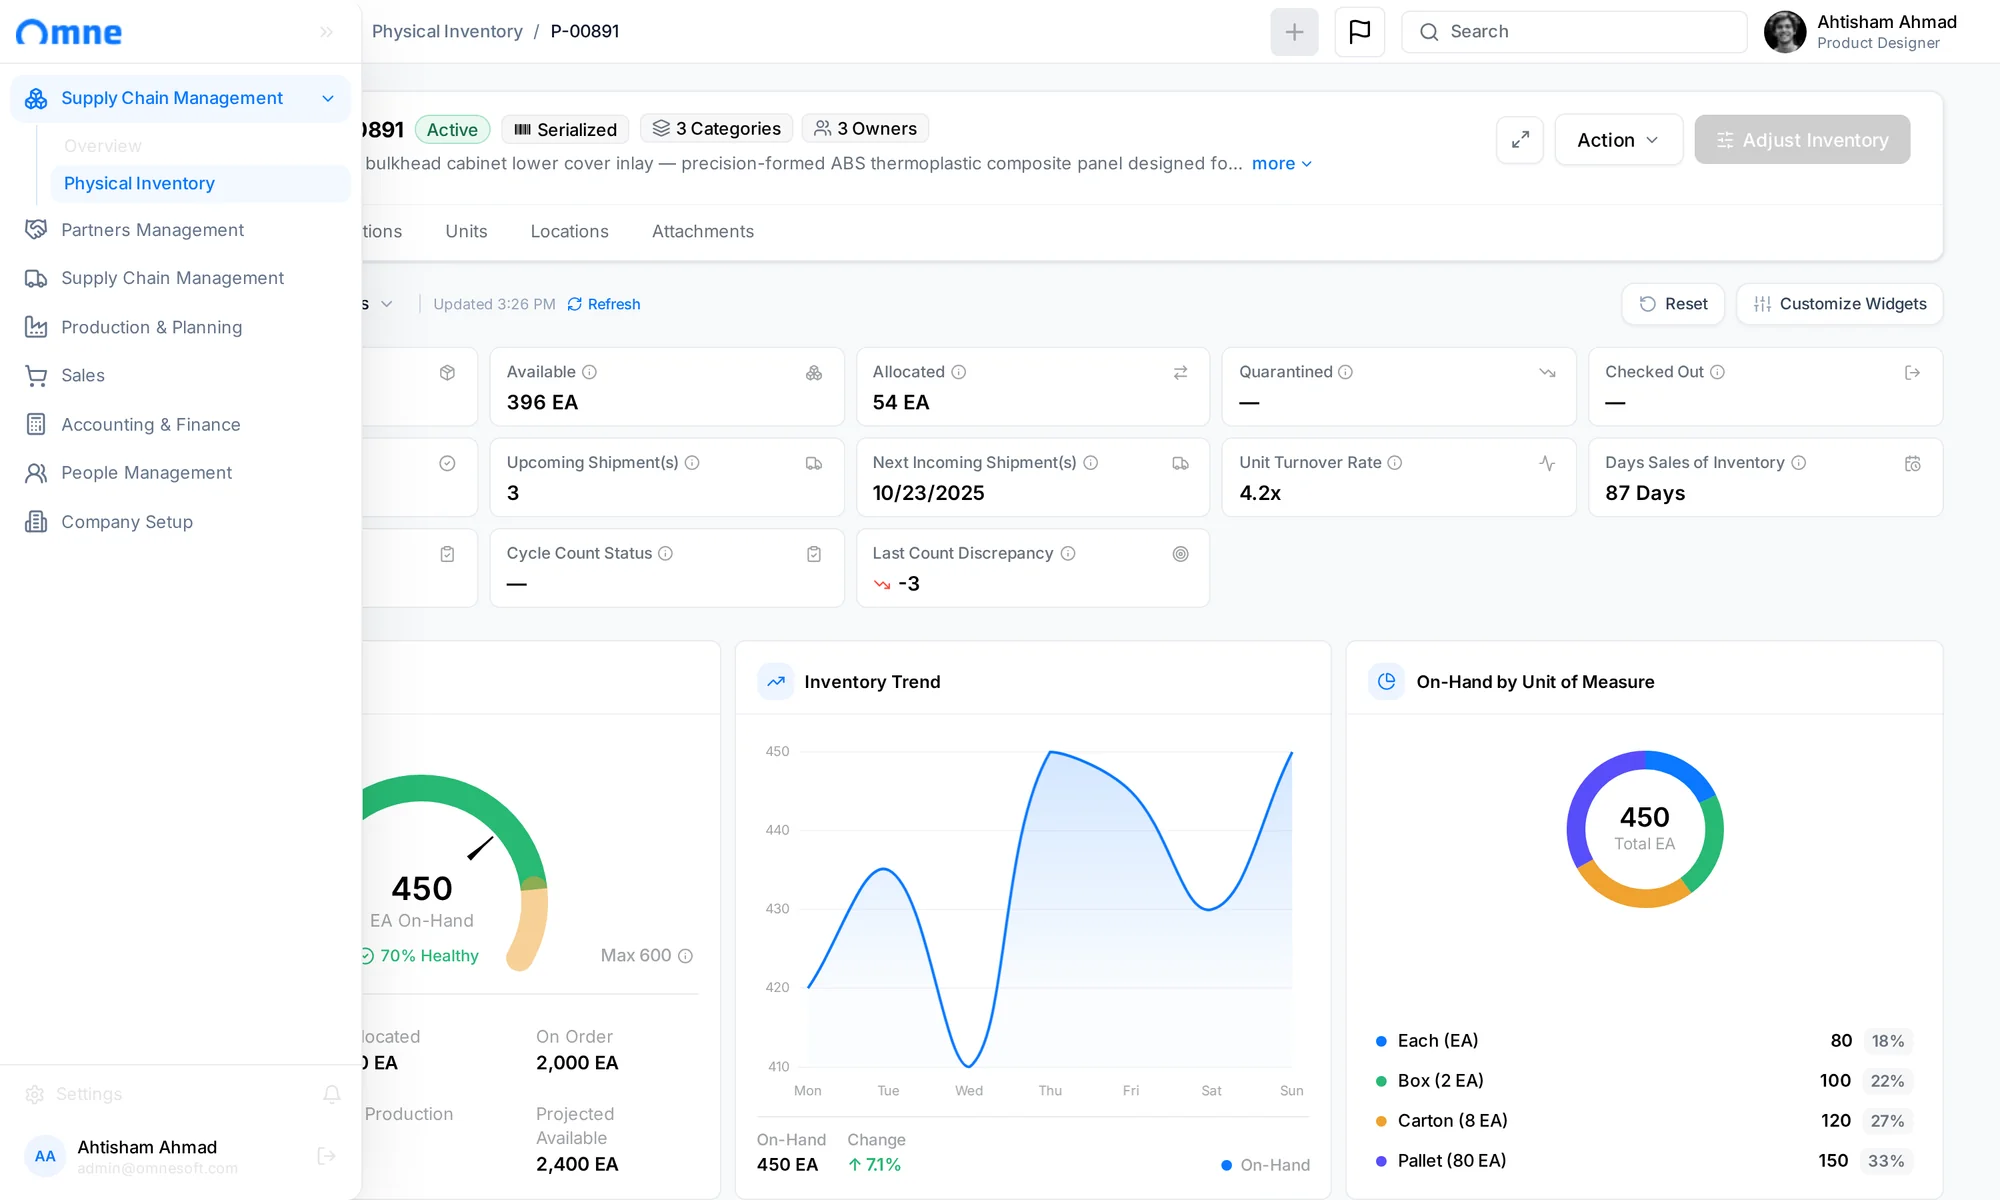 Omne
Physical Inventory / P-00891
Search
Ahtisham Ahmad
Product Designer
Supply Chain Management
Overview
Physical Inventory
Partners Management
Supply Chain Management
Production & Planning
Sales
Accounting & Finance
People Management
Company Setup
Settings
AA
Ahtisham Ahmad
admin@omnesoft.com
0891
Active
Serialized
3 Categories
3 Owners
bulkhead cabinet lower cover inlay — precision-formed ABS thermoplastic composite panel designed fo... more
Action
Adjust Inventory
tions
Units
Locations
Attachments
s
Updated 3:26 PM
Refresh
Reset
Customize Widgets
Available
396 EA
Allocated
54 EA
Quarantined
—
Checked Out
—
Upcoming Shipment(s)
3
Next Incoming Shipment(s)
10/23/2025
Unit Turnover Rate
4.2x
Days Sales of Inventory
87 Days
Cycle Count Status
—
Last Count Discrepancy
-3
450
EA On-Hand
70% Healthy
Max 600
located
0 EA
On Order
2,000 EA
Production
Projected
Available
2,400 EA
Inventory Trend
450
440
430
420
410
Mon Tue Wed Thu Fri Sat Sun
On-Hand
450 EA
Change
7.1%
On-Hand
On-Hand by Unit of Measure
450
Total EA
Each (EA) 80 18%
Box (2 EA) 100 22%
Carton (8 EA) 120 27%
Pallet (80 EA) 150 33%